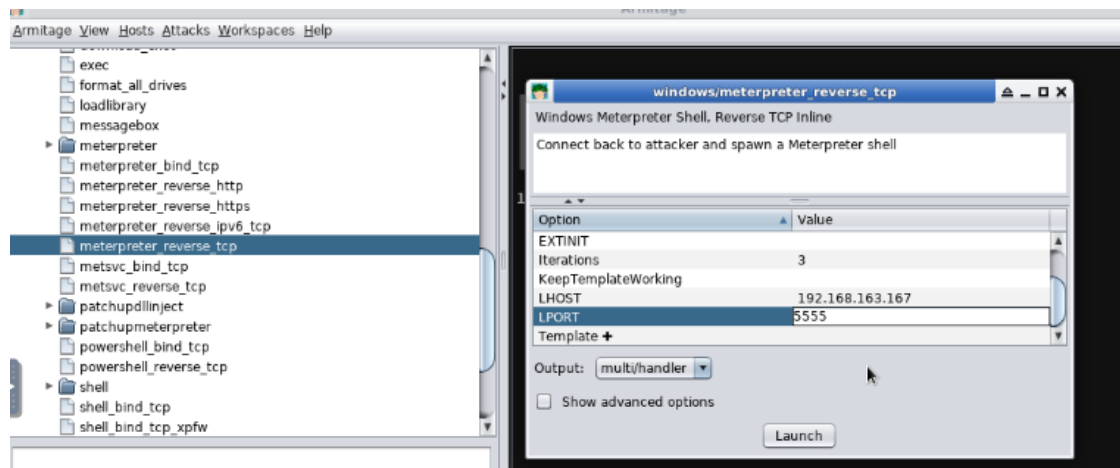 Armitage
Armitage View Hosts Attacks Workspaces Help
exec
format_all_drives
loadlibrary
messagebox
meterpreter
meterpreter_bind_tcp
meterpreter_reverse_http
meterpreter_reverse_https
meterpreter_reverse_ipv6_tcp
meterpreter_reverse_tcp
metsvc_bind_tcp
metsvc_reverse_tcp
patchupdllinject
patchupmeterpreter
powershell_bind_tcp
powershell_reverse_tcp
shell
shell_bind_tcp
shell_bind_tcp_xpfw
windows/meterpreter_reverse_tcp
Windows Meterpreter Shell, Reverse TCP Inline
Connect back to attacker and spawn a Meterpreter shell
1
Option Value
EXTINIT
Iterations 3
KeepTemplateWorking
LHOST 192.168.163.167
LPORT 5555
Template +
Output: multi/handler
Show advanced options
Launch